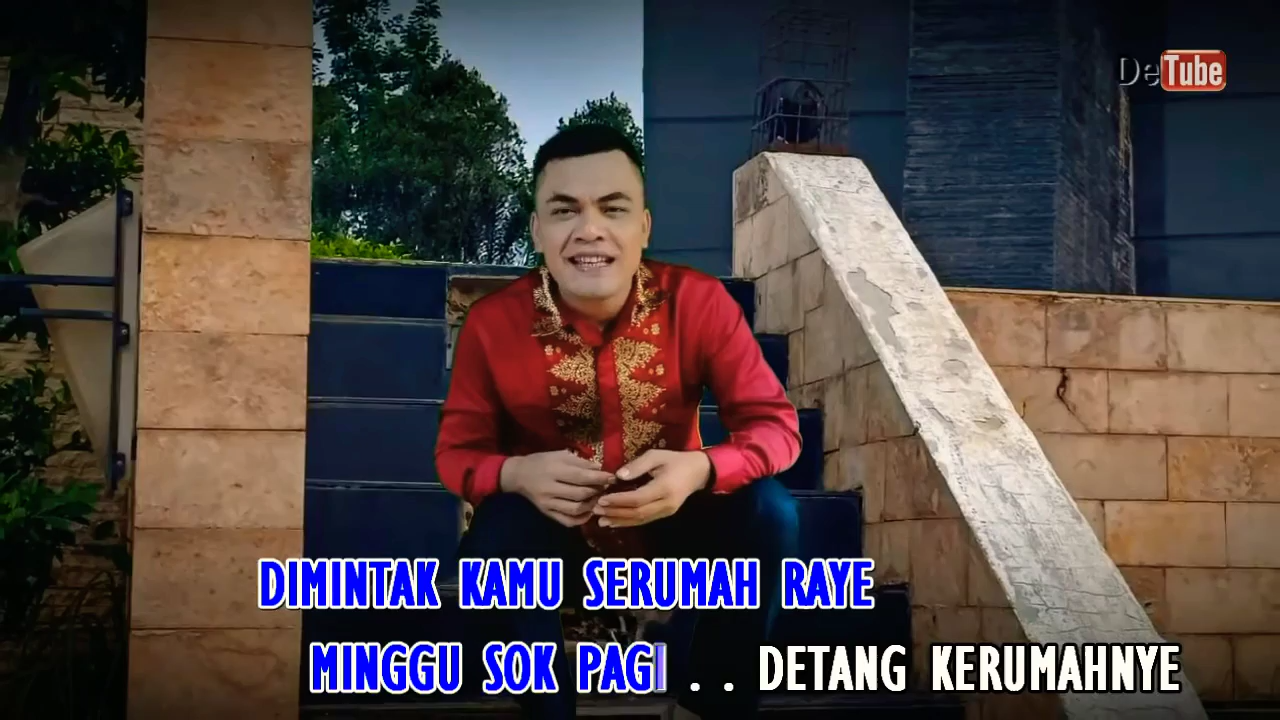 DeTube
DIMINTAK KAMU SERUMAH RAYE
MINGGU SOK PAGI . . DETANG KERUMAHNYE